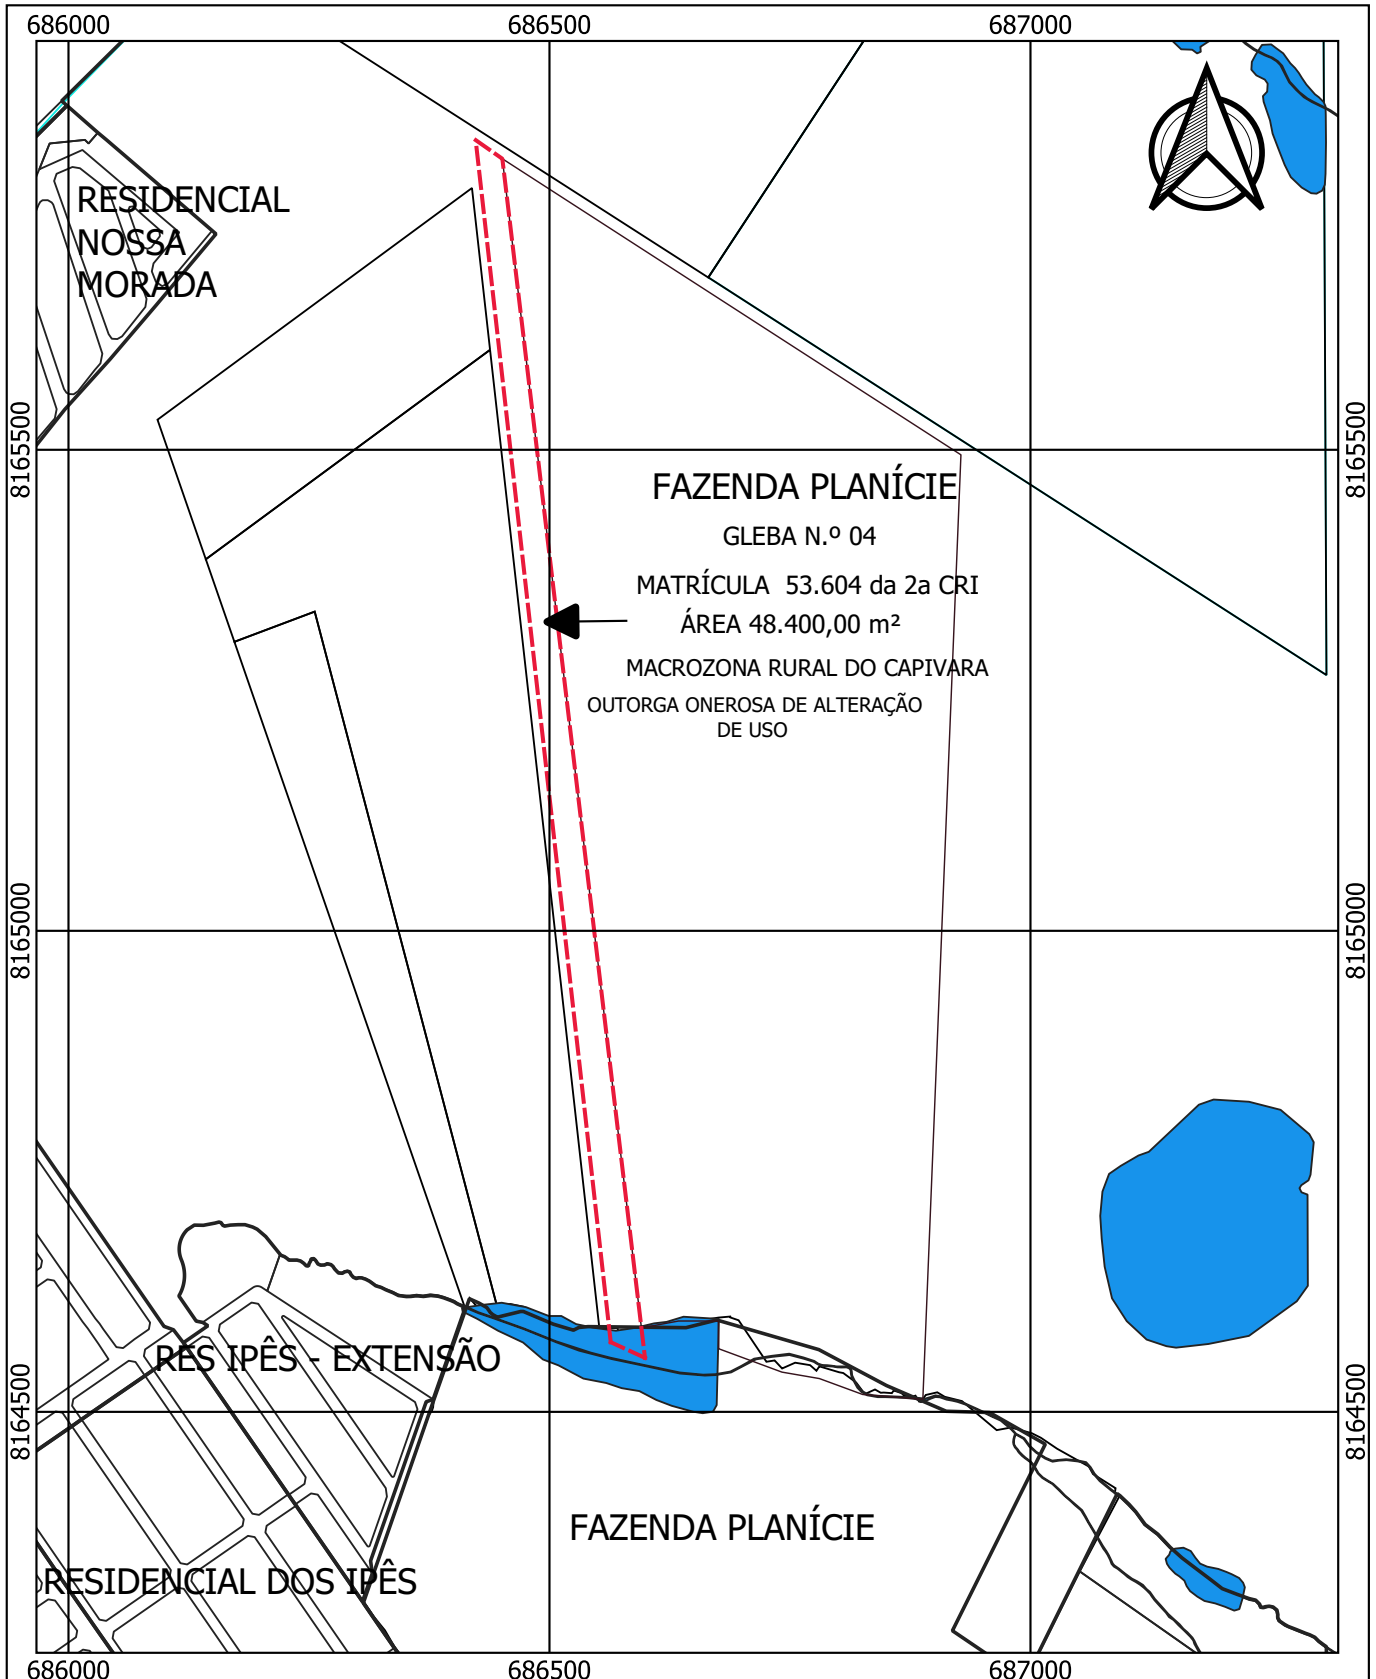 686000
686500
687000
RESIDENCIAL
NOSSA
MORADA
8165500
8165500
FAZENDA PLANÍCIE
GLEBA N.º 04
MATRÍCULA 53.604 da 2a CRI
ÁREA 48.400,00 m²
MACROZONA RURAL DO CAPIVARA
OUTORGA ONEROSA DE ALTERAÇÃO
DE USO
8165000
8165000
RES IPÊS - EXTENSÃO
8164500
8164500
FAZENDA PLANÍCIE
RESIDENCIAL DOS IPÊS
686000
686500
687000